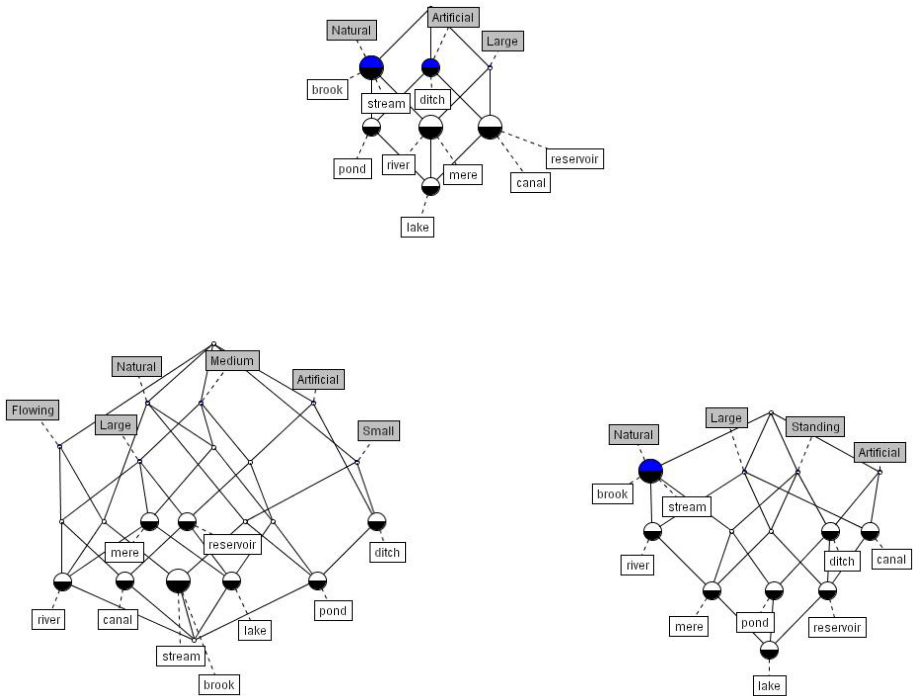 Artificial
Natural
Large
brook
stream
ditch
reservoir
pond
river
mere
canal
lake
Natural
Medium
Artificial
Flowing
Large
Small
mere
reservoir
ditch
river
canal
lake
pond
stream
brook
Large
Standing
Natural
Artificial
brook
stream
river
ditch
canal
mere
pond
reservoir
lake